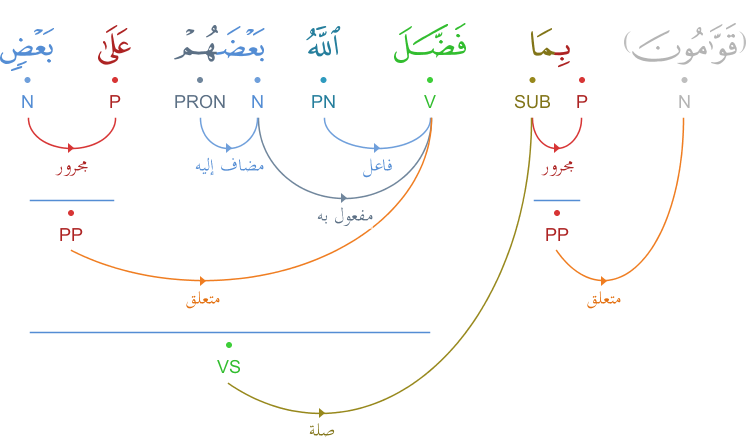 (قَوَّٰمُونَ) بِمَا فَضَّلَ ٱللَّهُ بَعْضَهُمْ عَلَىٰ بَعْضٍ
N P SUB V PN N PRON P N
مجرور فاعل مضاف إليه مجرور
مفعول به
PP PP
متعلق متعلق
VS
صلة